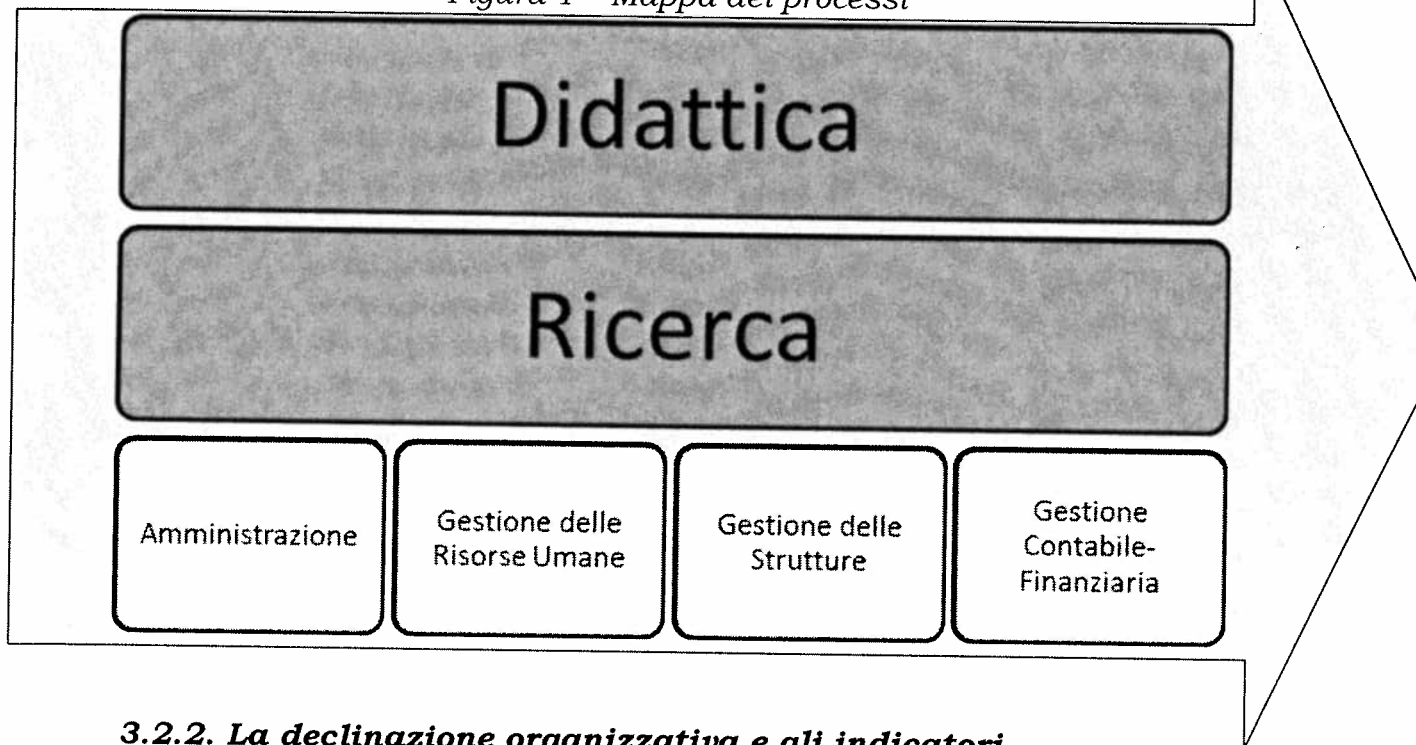 Figura 1 – Mappa dei processi
Didattica
Ricerca
Amministrazione
Gestione delle
Risorse Umane
Gestione delle
Strutture
Gestione
Contabile-
Finanziaria
3.2.2. La declinazione organizzativa e gli indicatori